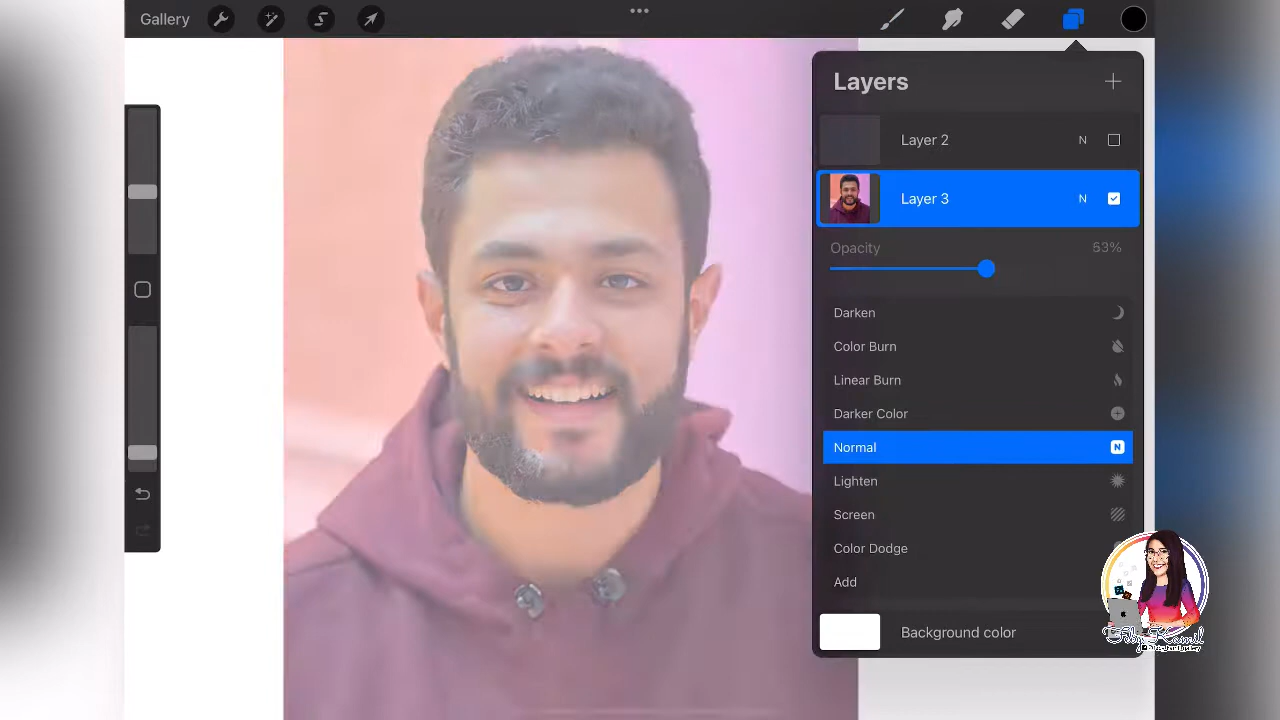 Gallery
Layers
Layer 2 N
Layer 3 N
Opacity 53%
Darken
Color Burn
Linear Burn
Darker Color
Normal N
Lighten
Screen
Color Dodge
Add
Background color